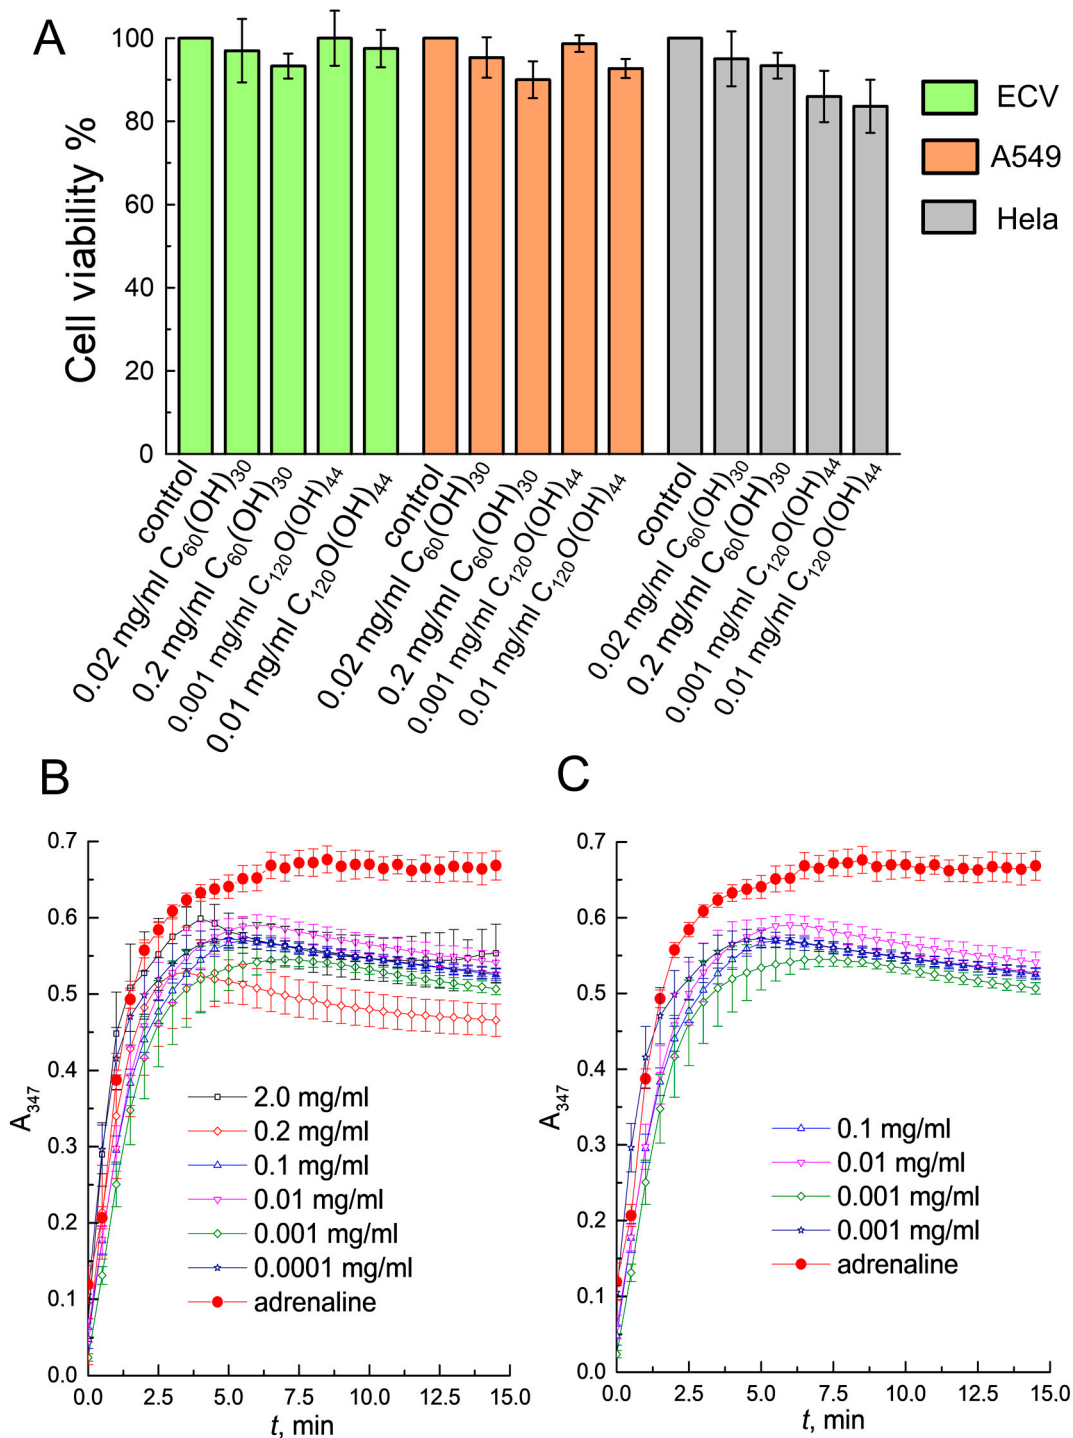 A
Cell viability %
100
80
60
40
20
0
control
0.02 mg/ml C₆₀(OH)₃₀
0.2 mg/ml C₆₀(OH)₃₀
0.001 mg/ml C₁₂₀O(OH)₄₄
0.01 mg/ml C₁₂₀O(OH)₄₄
control
0.02 mg/ml C₆₀(OH)₃₀
0.2 mg/ml C₆₀(OH)₃₀
0.001 mg/ml C₁₂₀O(OH)₄₄
0.01 mg/ml C₁₂₀O(OH)₄₄
control
0.02 mg/ml C₆₀(OH)₃₀
0.2 mg/ml C₆₀(OH)₃₀
0.001 mg/ml C₁₂₀O(OH)₄₄
0.01 mg/ml C₁₂₀O(OH)₄₄
ECV
A549
Hela
B
A₃₄₇
0.7
0.6
0.5
0.4
0.3
0.2
0.1
0.0
2.0 mg/ml
0.2 mg/ml
0.1 mg/ml
0.01 mg/ml
0.001 mg/ml
0.0001 mg/ml
adrenaline
0.0 2.5 5.0 7.5 10.0 12.5 15.0
t, min
C
0.7
0.6
0.5
0.4
0.3
0.2
0.1
0.0
0.1 mg/ml
0.01 mg/ml
0.001 mg/ml
0.001 mg/ml
adrenaline
0.0 2.5 5.0 7.5 10.0 12.5 15.0
t, min